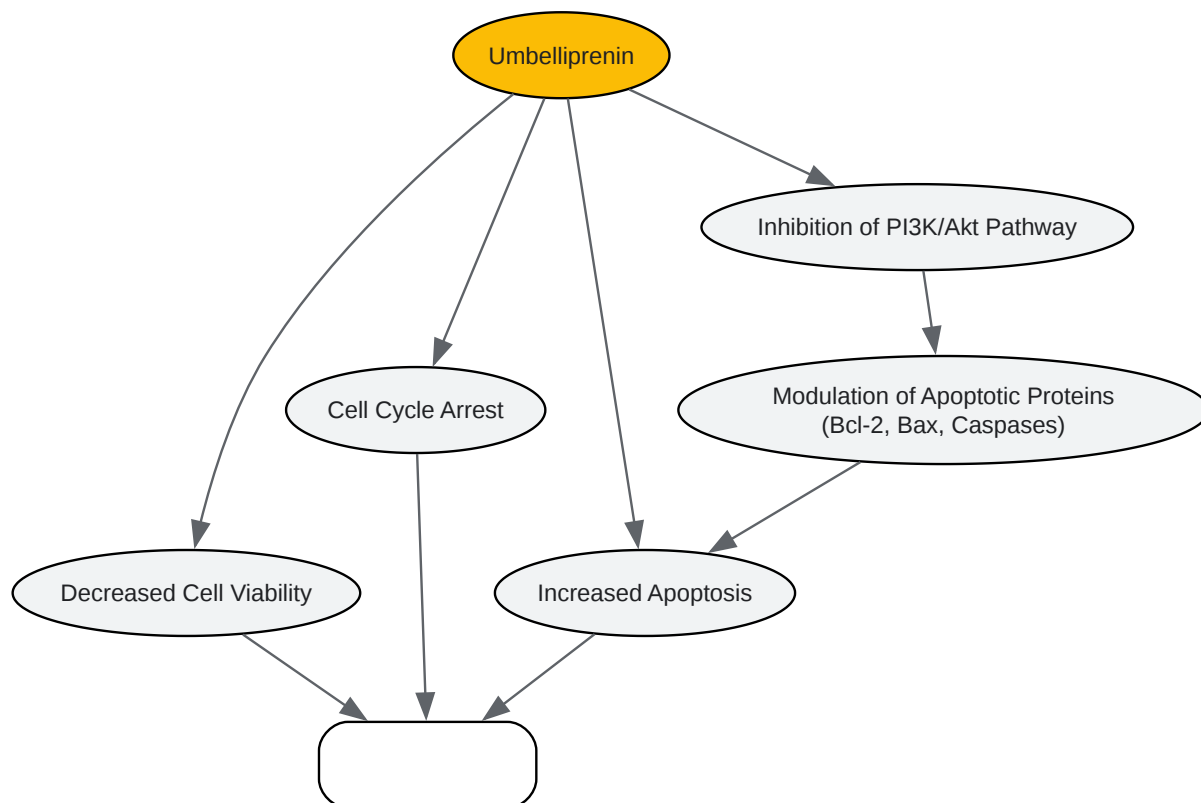 Umbelliprenin
Inhibition of PI3K/Akt Pathway
Cell Cycle Arrest
Modulation of Apoptotic Proteins
(Bcl-2, Bax, Caspases)
Decreased Cell Viability
Increased Apoptosis